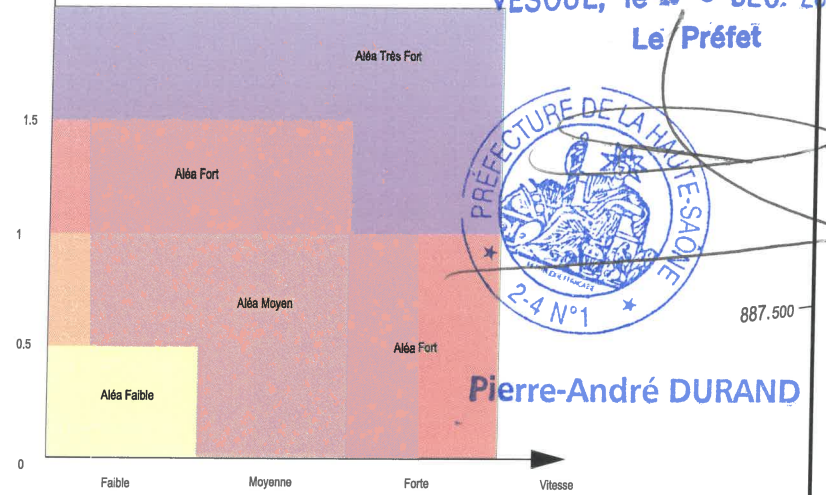 VESOUL, le
DEC. 20
Le Préfet
Aléa Très Fort
1.5
Aléa Fort
1
Aléa Moyen
0.5
Aléa Fort
Aléa Faible
0
Faible
Moyenne
Forte
Vitesse
PRÉFECTURE DE LA HAUTE-SAÔNE
2-4 N°1
887.500
Pierre-André DURAND